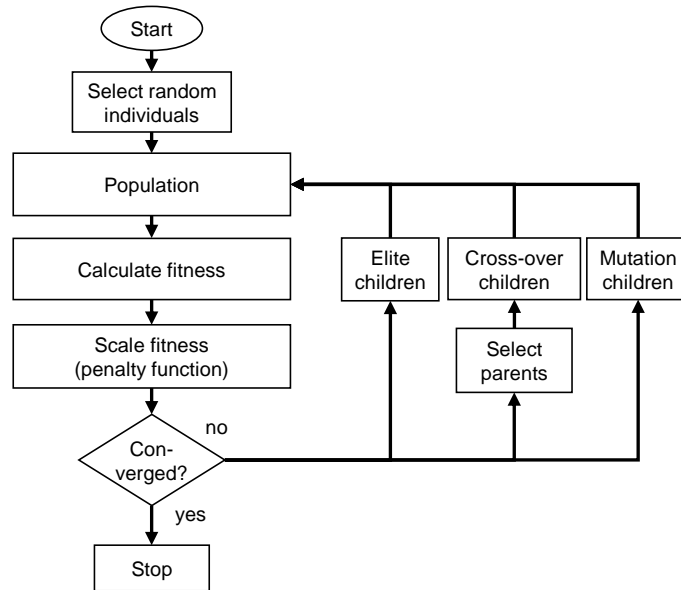 Start
Select random
individuals
Population
Calculate fitness
Scale fitness
(penalty function)
no
Con-
verged?
yes
Stop
Elite
children
Cross-over
children
Select
parents
Mutation
children